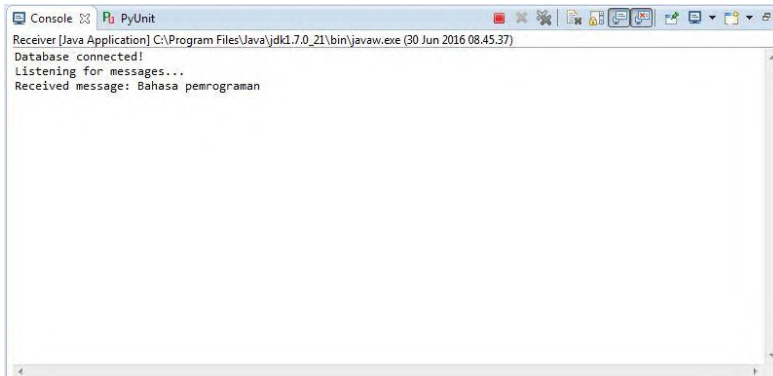 Console PyUnit
Receiver [Java Application] C:\Program Files\Java\jdk1.7.0_21\bin\javaw.exe (30 Jun 2016 08.45.37)
Database connected!
Listening for messages...
Received message: Bahasa pemrograman